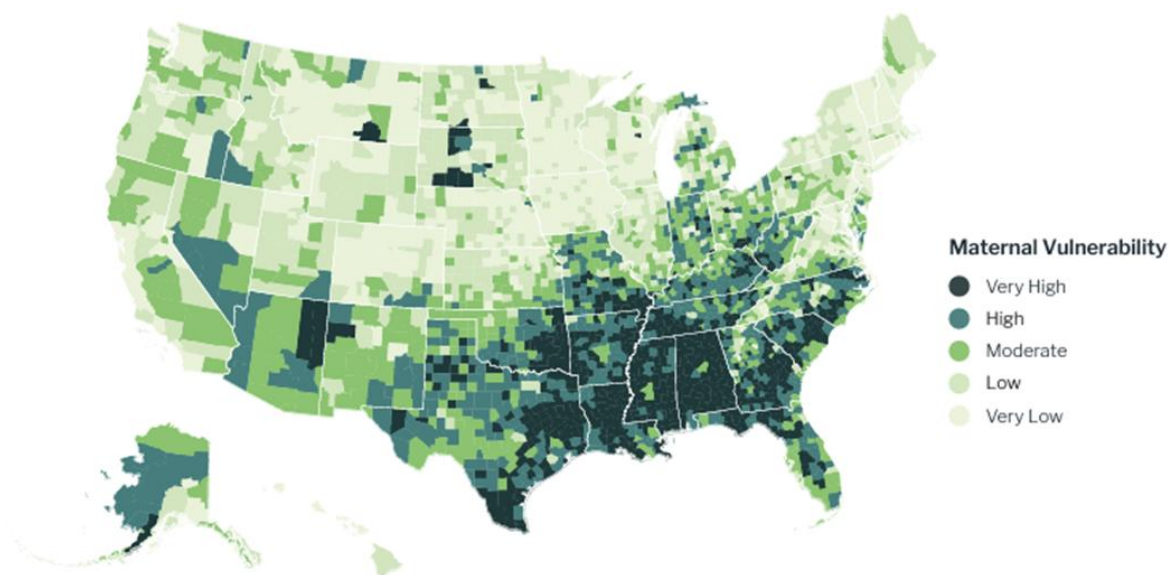 Maternal Vulnerability
Very High
High
Moderate
Low
Very Low